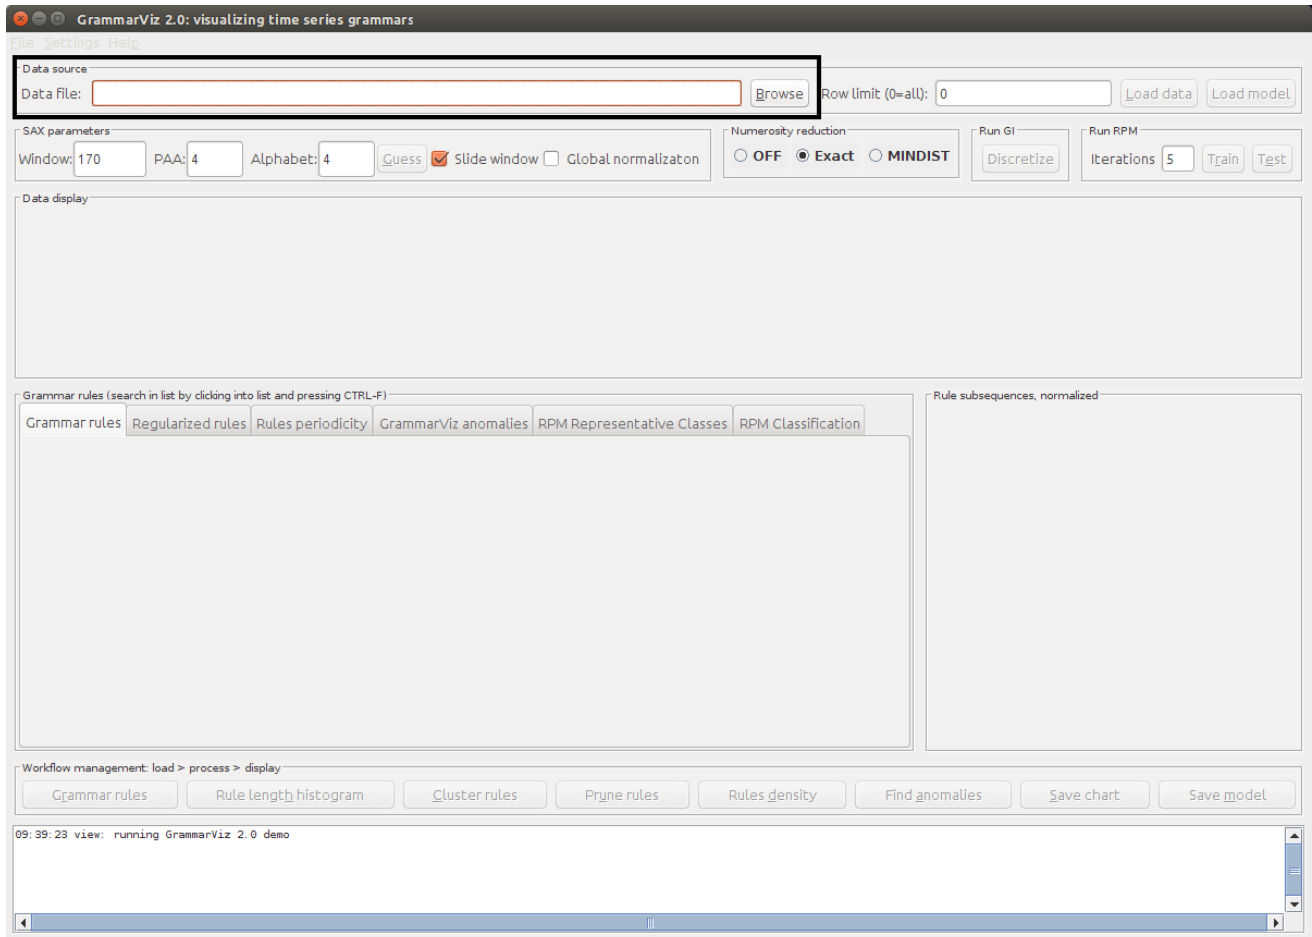 GrammarViz 2.0: visualizing time series grammars
File Settings Help
Data source
Data file: Browse Row limit (0=all): 0 Load data Load model
SAX parameters Numerosity reduction Run GI Run RPM
Window: 170 PAA: 4 Alphabet: 4 Guess Slide window Global normalizaton OFF Exact MINDIST Discretize Iterations 5 Train Test
Data display
Grammar rules (search in list by clicking into list and pressing CTRL-F) Rule subsequences, normalized
Grammar rules Regularized rules Rules periodicity GrammarViz anomalies RPM Representative Classes RPM Classification
Workflow management: load > process > display
Grammar rules Rule length histogram Cluster rules Prune rules Rules density Find anomalies Save chart Save model
09:39:23 view: running GrammarViz 2.0 demo